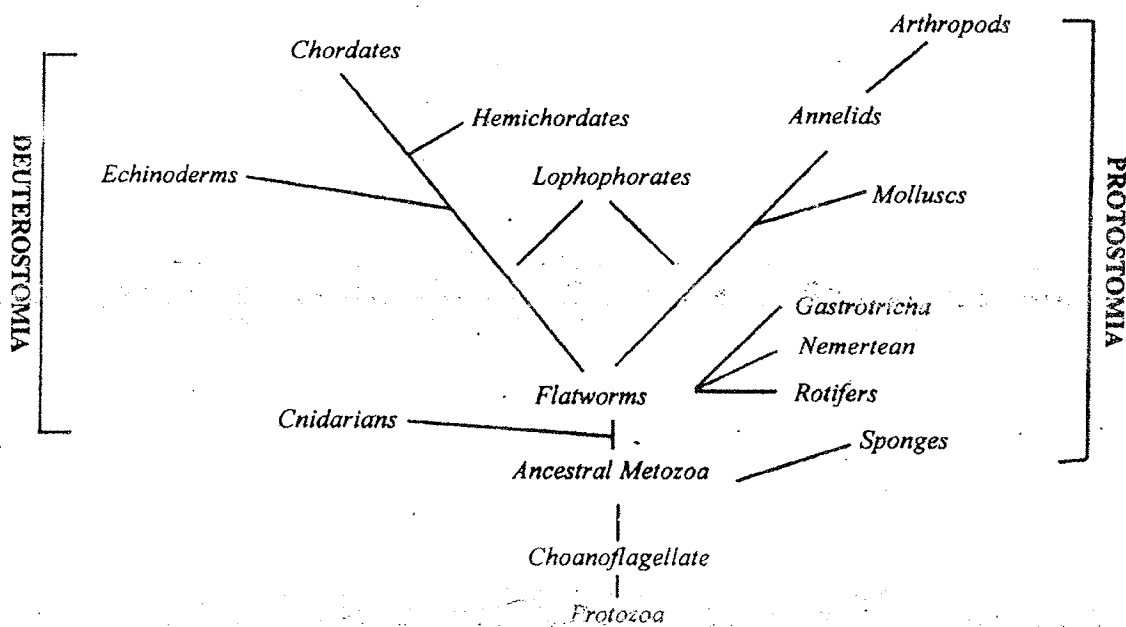 Arthropods
Chordates
Hemichordates
Annelids
Echinoderms
Lophophorates
Molluscs
DEUTEROSTOMIA
PROTOSTOMIA
Gastrotricha
Nemertean
Flatworms
Rotifers
Cnidarians
Sponges
Ancestral Metozoa
Choanoflagellate
Protozoa